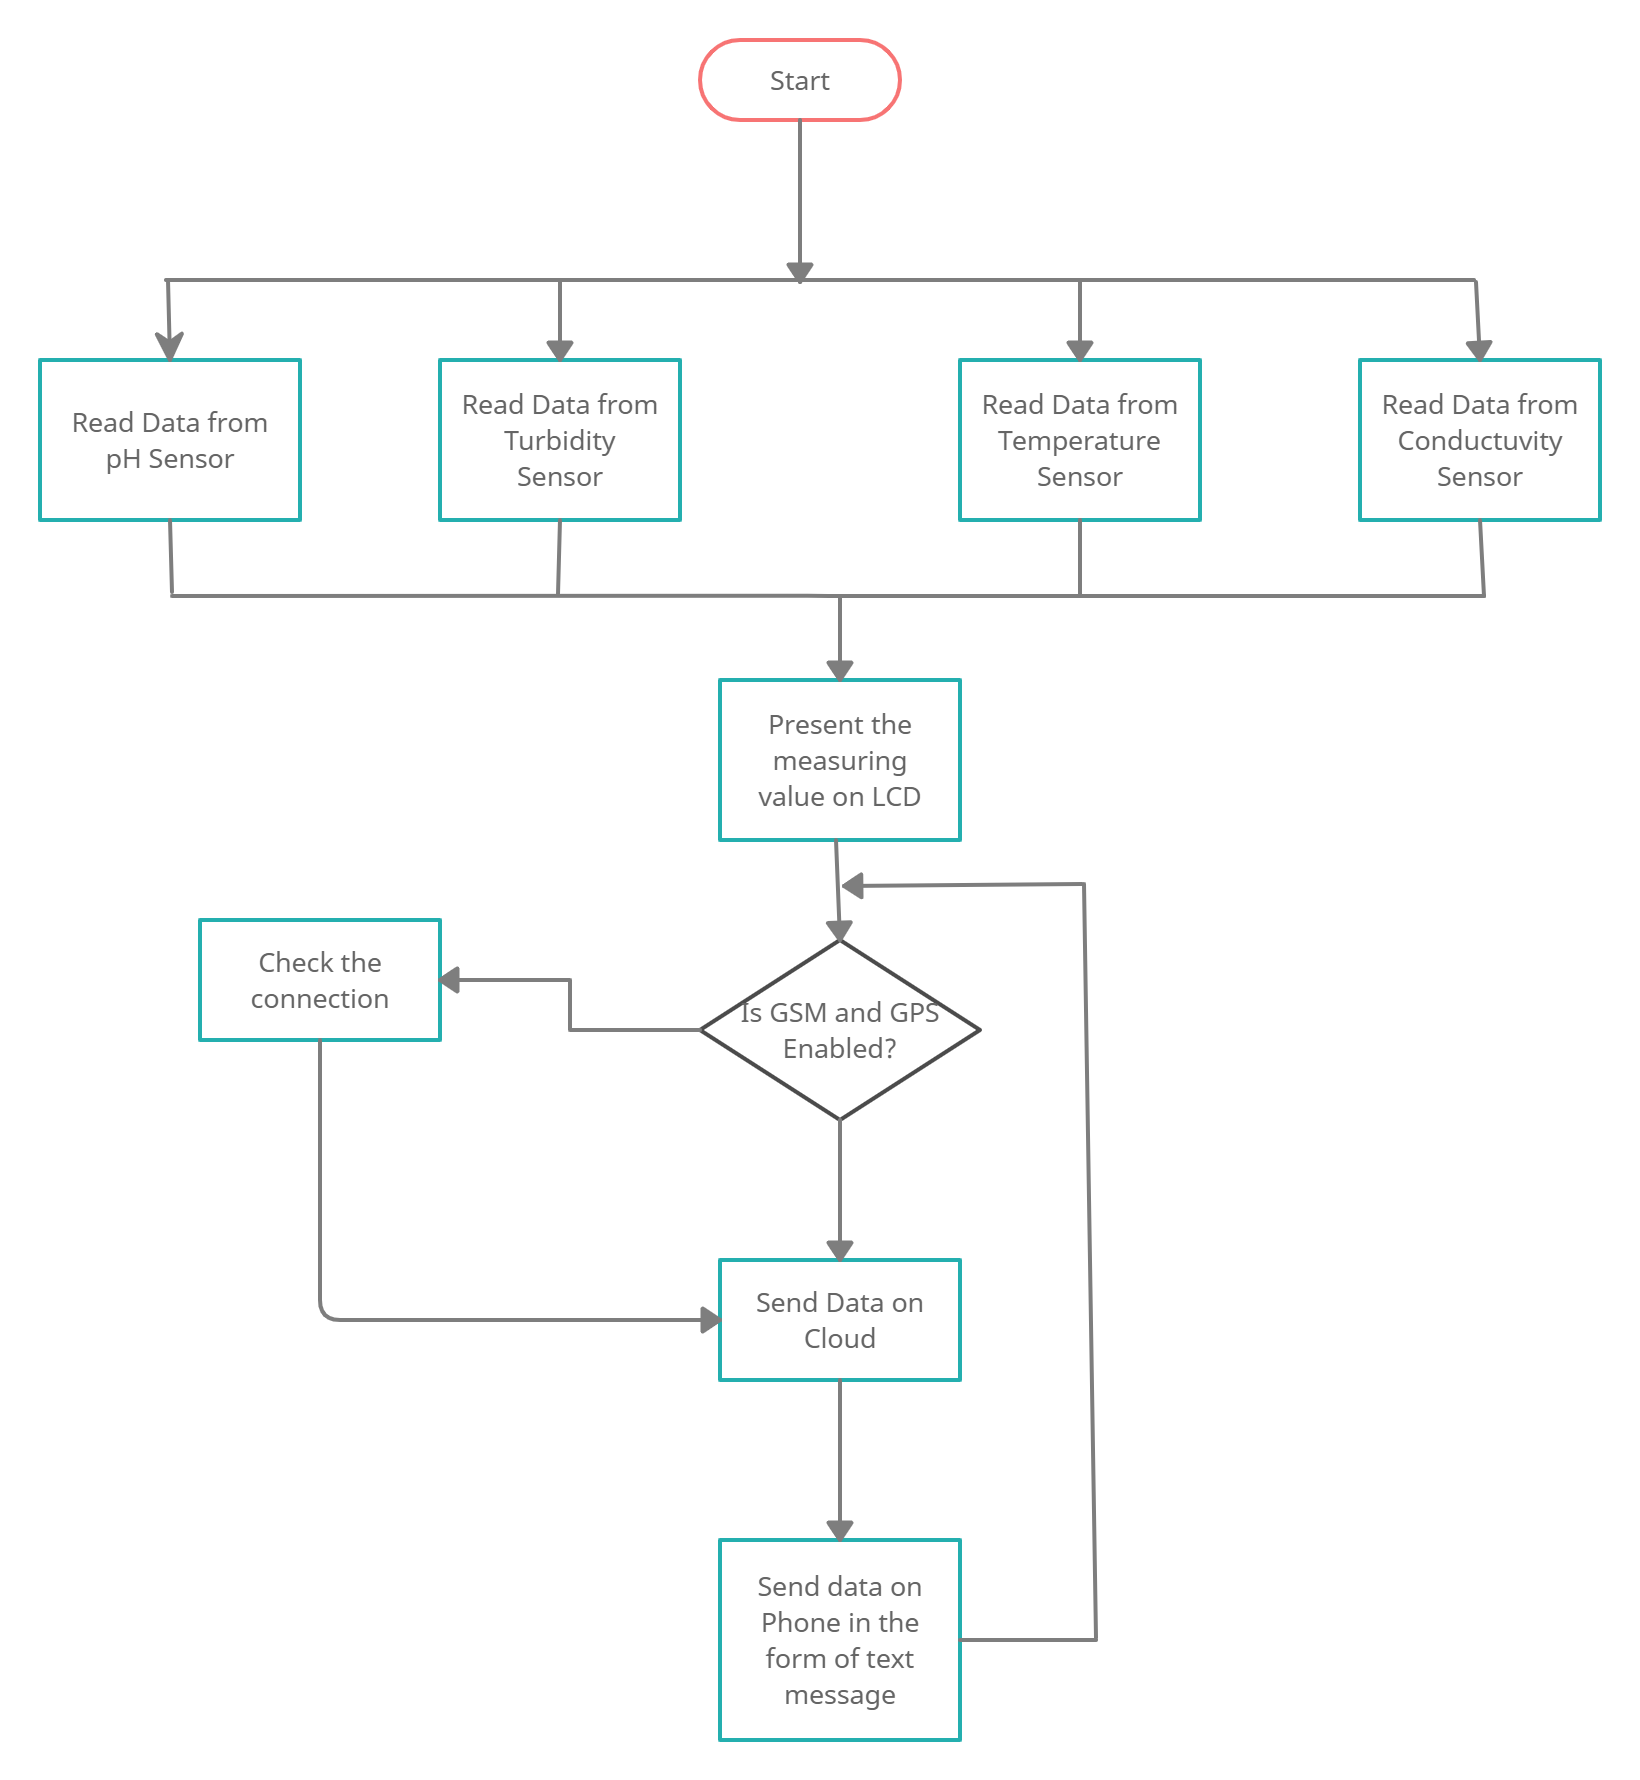 Start
Read Data from
pH Sensor
Read Data from
Turbidity
Sensor
Read Data from
Temperature
Sensor
Read Data from
Conductuvity
Sensor
Present the
measuring
value on LCD
Check the
connection
Is GSM and GPS
Enabled?
Send Data on
Cloud
Send data on
Phone in the
form of text
message